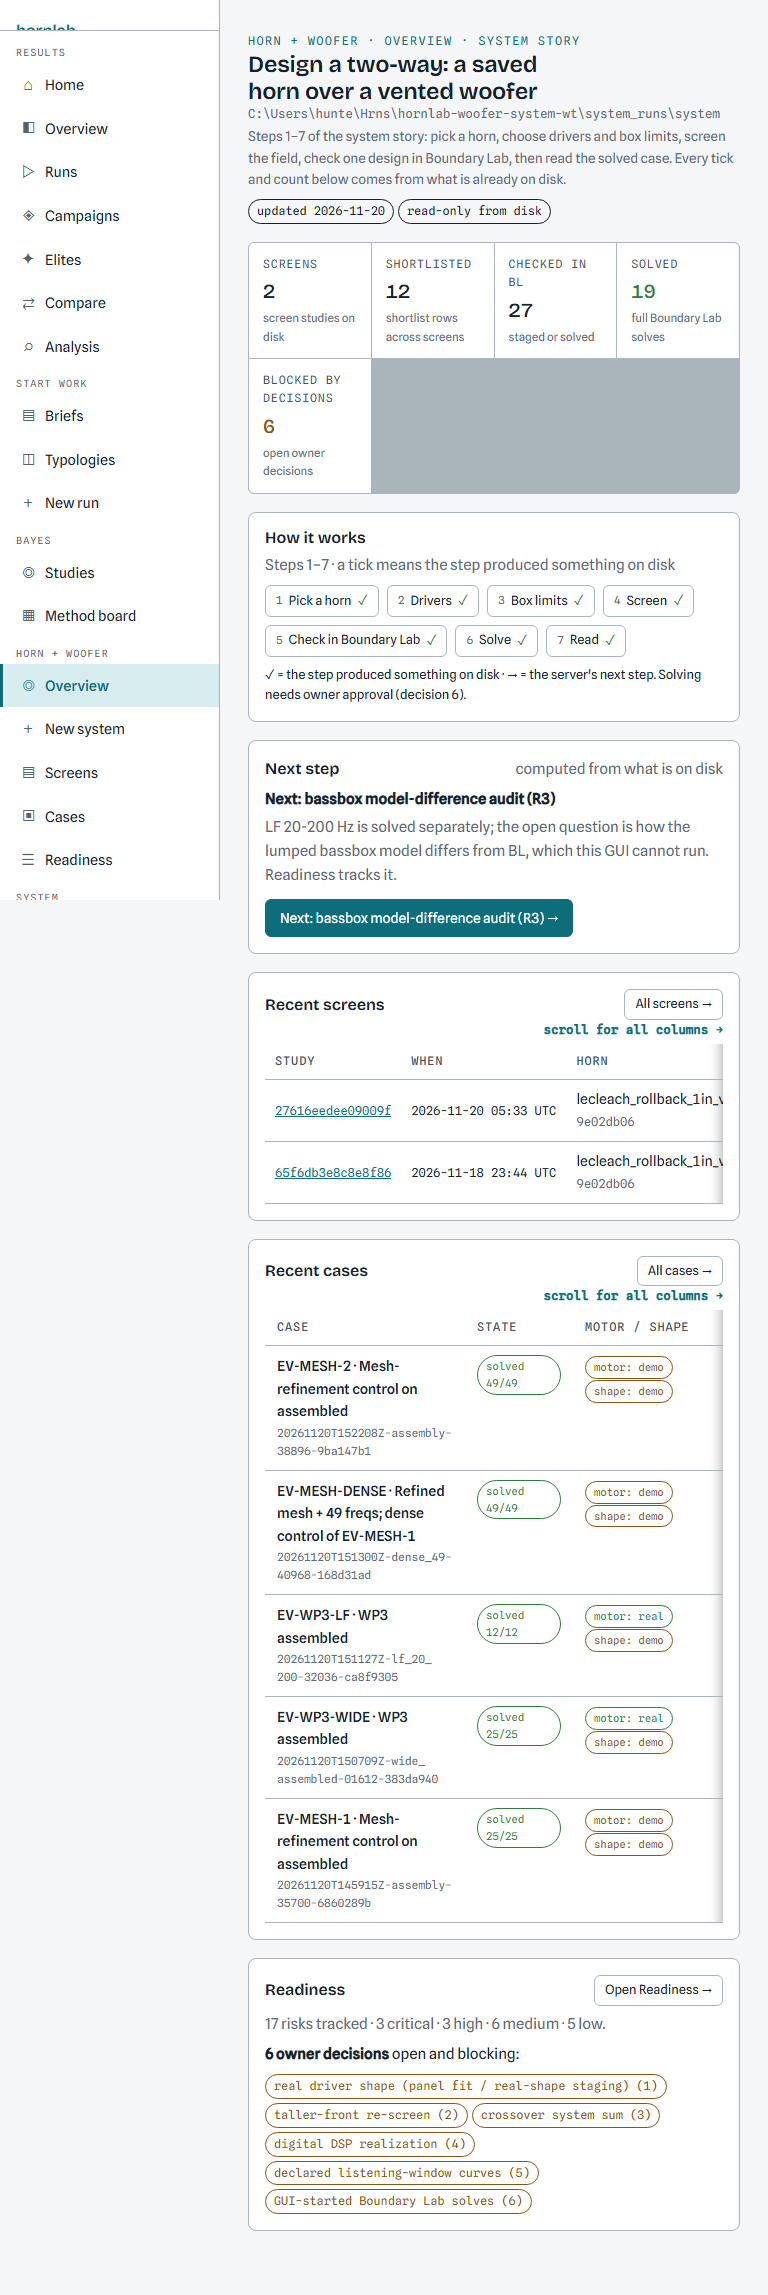 hornlab
RESULTS
Home
Overview
Runs
Campaigns
Elites
Compare
Analysis
START WORK
Briefs
Typologies
+ New run
BAYES
Studies
Method board
HORN + WOOFER
Overview
+ New system
Screens
Cases
Readiness
SYSTEM
HORN + WOOFER · OVERVIEW · SYSTEM STORY
Design a two-way: a saved
horn over a vented woofer
C:\Users\hunte\Hrns\hornlab-woofer-system-wt\system_runs\system
Steps 1–7 of the system story: pick a horn, choose drivers and box limits, screen
the field, check one design in Boundary Lab, then read the solved case. Every tick
and count below comes from what is already on disk.
updated 2026-11-20 read-only from disk
SCREENS
2
screen studies on
disk
SHORTLISTED
12
shortlist rows
across screens
CHECKED IN
BL
27
staged or solved
SOLVED
19
full Boundary Lab
solves
BLOCKED BY
DECISIONS
6
open owner
decisions
How it works
Steps 1–7 · a tick means the step produced something on disk
1 Pick a horn ✓ 2 Drivers ✓ 3 Box limits ✓ 4 Screen ✓
5 Check in Boundary Lab ✓ 6 Solve ✓ 7 Read ✓
✓ = the step produced something on disk · → = the server's next step. Solving
needs owner approval (decision 6).
Next step computed from what is on disk
Next: bassbox model-difference audit (R3)
LF 20-200 Hz is solved separately; the open question is how the
lumped bassbox model differs from BL, which this GUI cannot run.
Readiness tracks it.
Next: bassbox model-difference audit (R3) →
Recent screens All screens →
scroll for all columns →
STUDY WHEN HORN
27616eedee09009f 2026-11-20 05:33 UTC lecleach_rollback_1in_v
9e02db06
65f6db3e8c8e8f86 2026-11-18 23:44 UTC lecleach_rollback_1in_v
9e02db06
Recent cases All cases →
scroll for all columns →
CASE STATE MOTOR / SHAPE
EV-MESH-2 · Mesh-
refinement control on
assembled
20261120T152208Z-assembly-
38896-9ba147b1
solved
49/49
motor: demo
shape: demo
EV-MESH-DENSE · Refined
mesh + 49 freqs; dense
control of EV-MESH-1
20261120T151300Z-dense_49-
40968-168d31ad
solved
49/49
motor: demo
shape: demo
EV-WP3-LF · WP3
assembled
20261120T151127Z-lf_20_
200-32036-ca8f9305
solved
12/12
motor: real
shape: demo
EV-WP3-WIDE · WP3
assembled
20261120T150709Z-wide_
assembled-01612-383da940
solved
25/25
motor: real
shape: demo
EV-MESH-1 · Mesh-
refinement control on
assembled
20261120T145915Z-assembly-
35700-6860289b
solved
25/25
motor: demo
shape: demo
Readiness Open Readiness →
17 risks tracked · 3 critical · 3 high · 6 medium · 5 low.
6 owner decisions open and blocking:
real driver shape (panel fit / real-shape staging) (1)
taller-front re-screen (2) crossover system sum (3)
digital DSP realization (4)
declared listening-window curves (5)
GUI-started Boundary Lab solves (6)